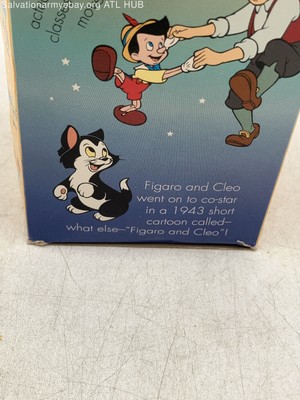 Salvationarmyebay.org ATL HUB
Figaro and Cleo
went on to co-star
in a 1943 short
cartoon called—
what else—"Figaro and Cleo"!